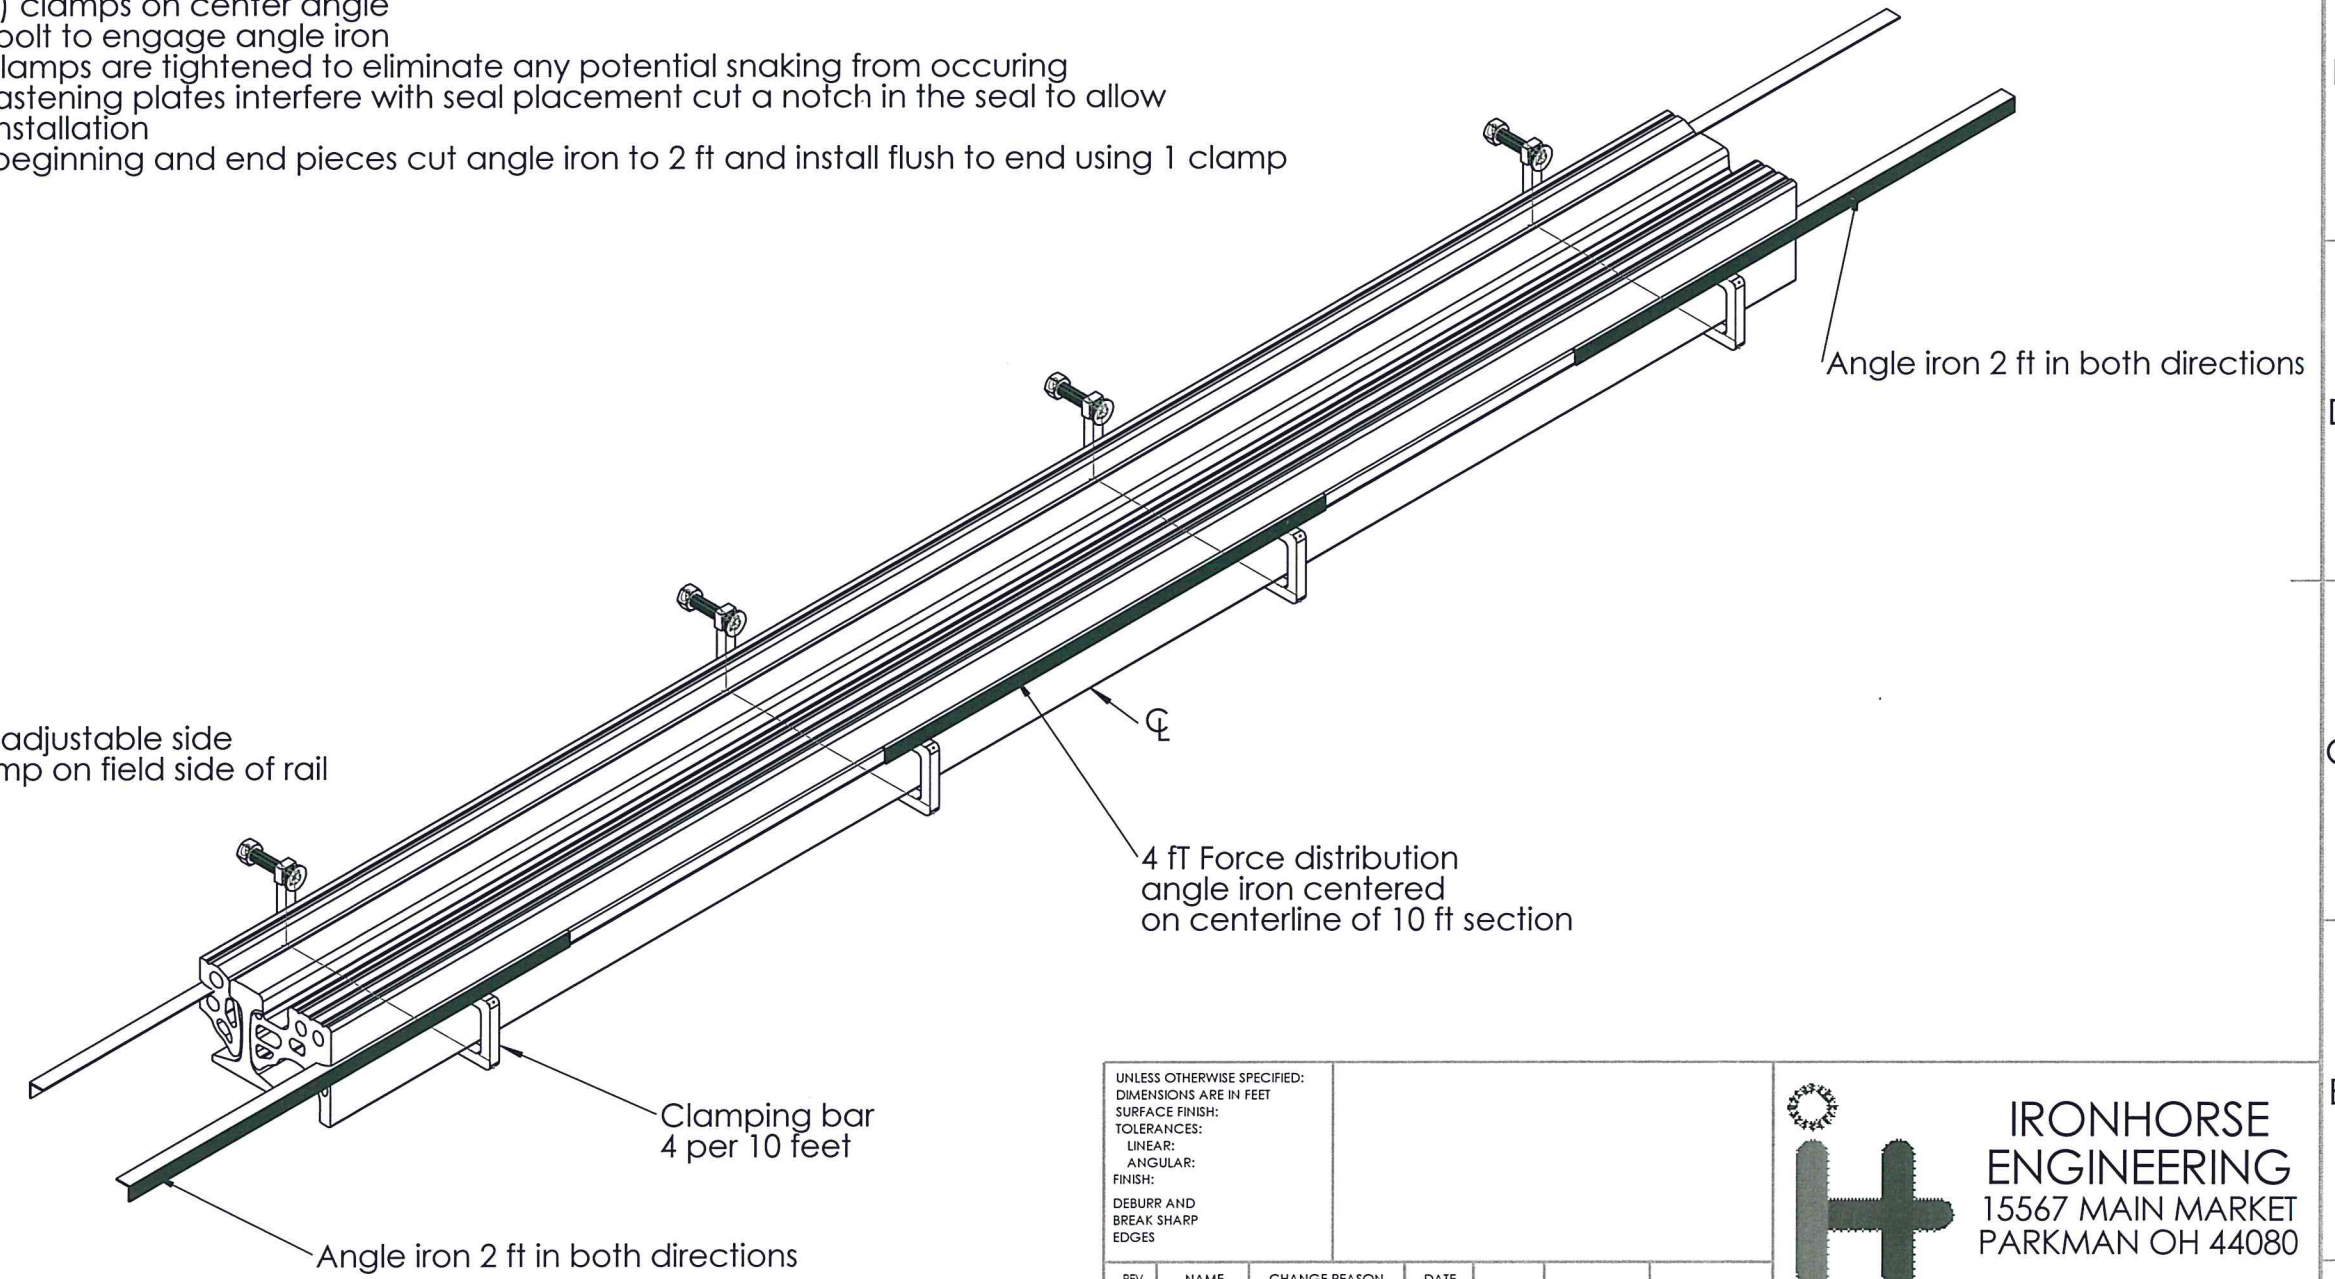 ) clamps on center angle
bolt to engage angle iron
lamps are tightened to eliminate any potential snaking from occuring
astening plates interfere with seal placement cut a notch in the seal to allow
nstallation
beginning and end pieces cut angle iron to 2 ft and install flush to end using 1 clamp
Angle iron 2 ft in both directions
℄
adjustable side
mp on field side of rail
4 fT Force distribution
angle iron centered
on centerline of 10 ft section
Clamping bar
4 per 10 feet
Angle iron 2 ft in both directions
UNLESS OTHERWISE SPECIFIED:
DIMENSIONS ARE IN FEET
SURFACE FINISH:
TOLERANCES:
LINEAR:
ANGULAR:
FINISH:
DEBURR AND
BREAK SHARP
EDGES
REV NAME CHANGE REASON DATE
IRONHORSE
ENGINEERING
15567 MAIN MARKET
PARKMAN OH 44080